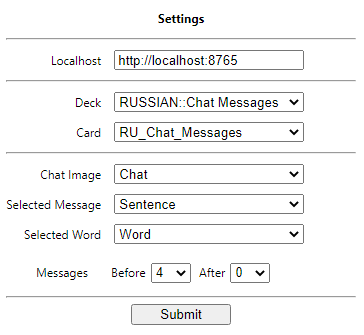 Settings
Localhost http://localhost:8765
Deck RUSSIAN::Chat Messages
Card RU_Chat_Messages
Chat Image Chat
Selected Message Sentence
Selected Word Word
Messages Before 4 After 0
Submit